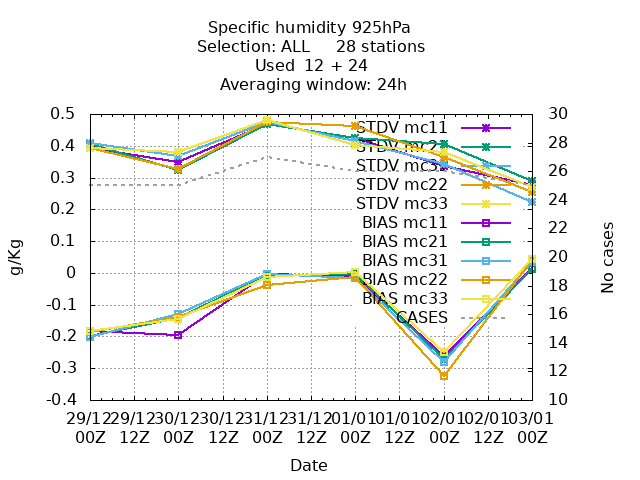 Specific humidity 925hPa
Selection: ALL 28 stations
Used 12 + 24
Averaging window: 24h
0.5
0.4
0.3
0.2
0.1
0
-0.1
-0.2
-0.3
-0.4
g/Kg
STDV mc11
STDV mc21
STDV mc31
STDV mc22
STDV mc33
BIAS mc11
BIAS mc21
BIAS mc31
BIAS mc22
BIAS mc33
CASES
30
28
26
24
22
20
18
16
14
12
10
No cases
29/12 29/12 30/12 30/12 31/12 31/12 01/01 01/01 02/01 02/01 03/01
00Z 12Z 00Z 12Z 00Z 12Z 00Z 12Z 00Z 12Z 00Z
Date